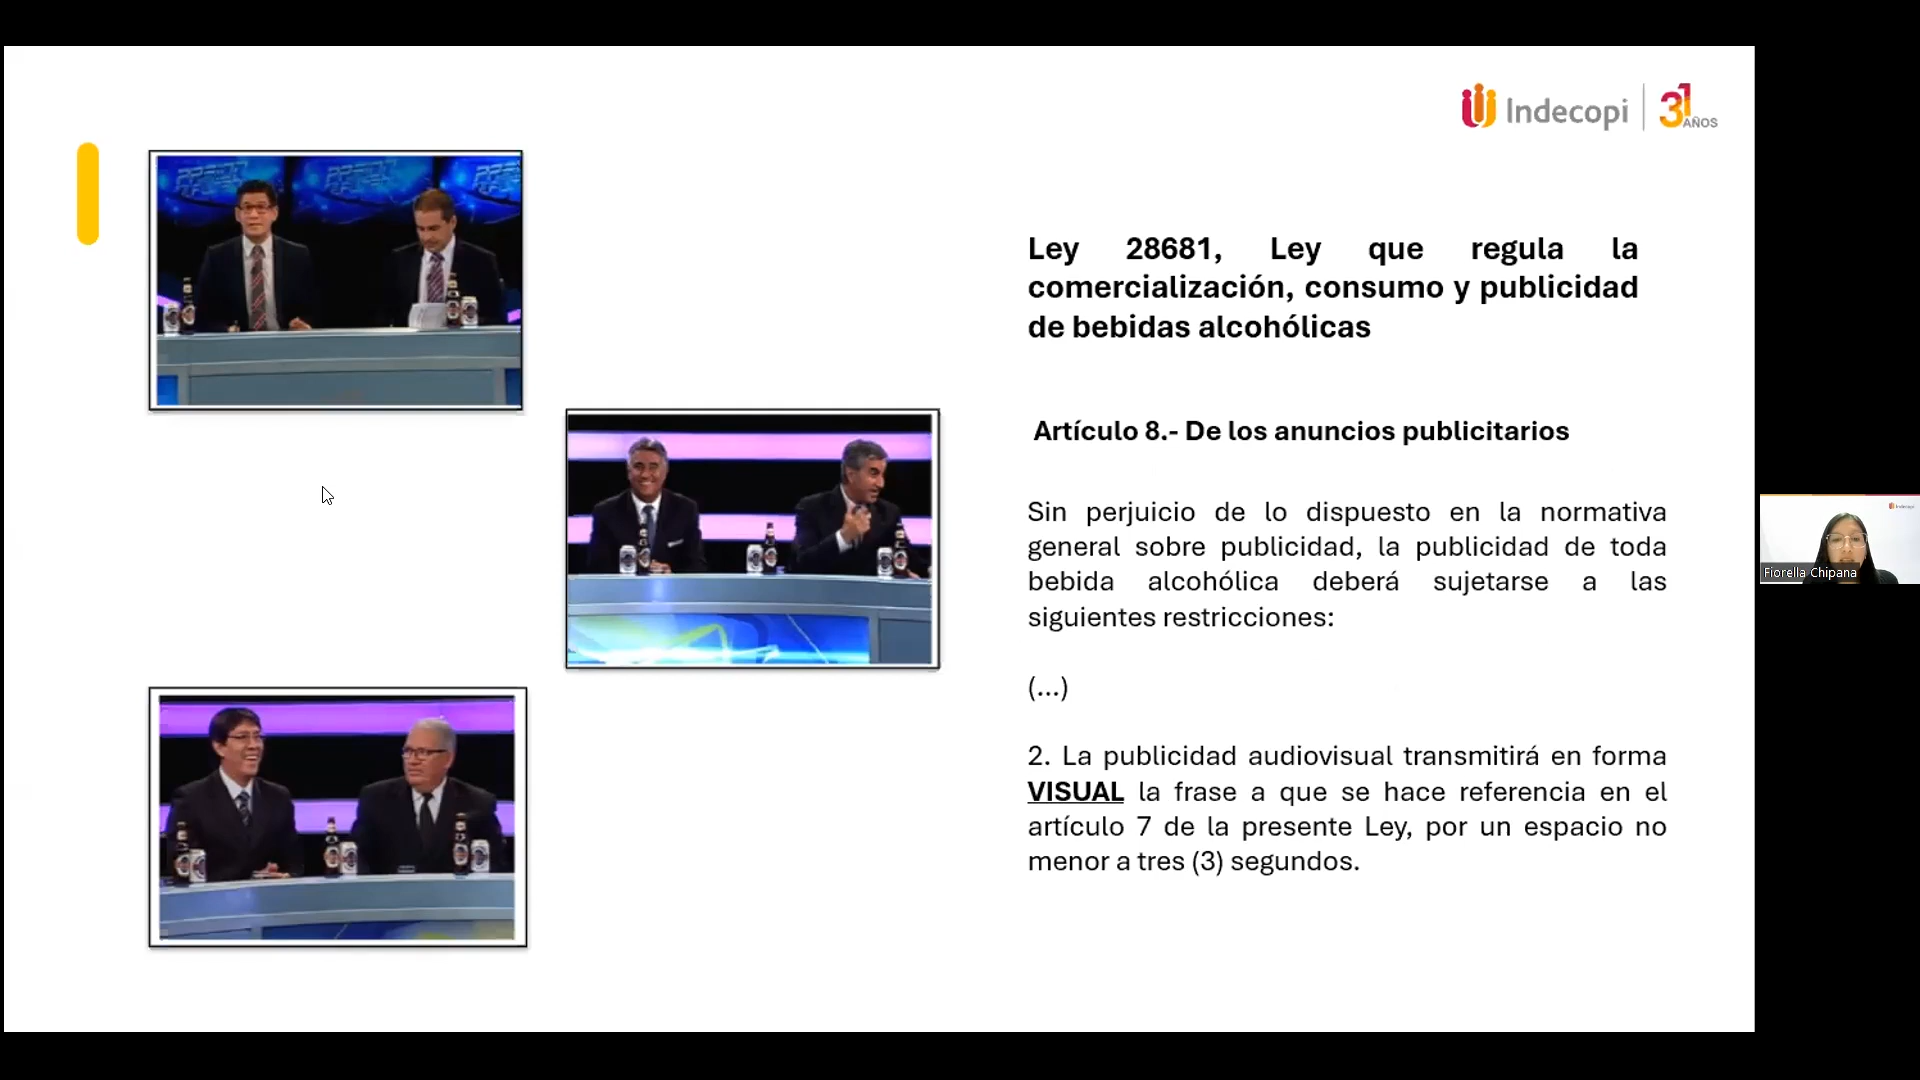 Indecopi
31
AÑOS
Ley 28681, Ley que regula la
comercialización, consumo y publicidad
de bebidas alcohólicas
Artículo 8.- De los anuncios publicitarios
Sin perjuicio de lo dispuesto en la normativa
general sobre publicidad, la publicidad de toda
bebida alcohólica deberá sujetarse a las
siguientes restricciones:
(...)
2. La publicidad audiovisual transmitirá en forma
VISUAL la frase a que se hace referencia en el
artículo 7 de la presente Ley, por un espacio no
menor a tres (3) segundos.
Indecopi
Fiorella Chipana